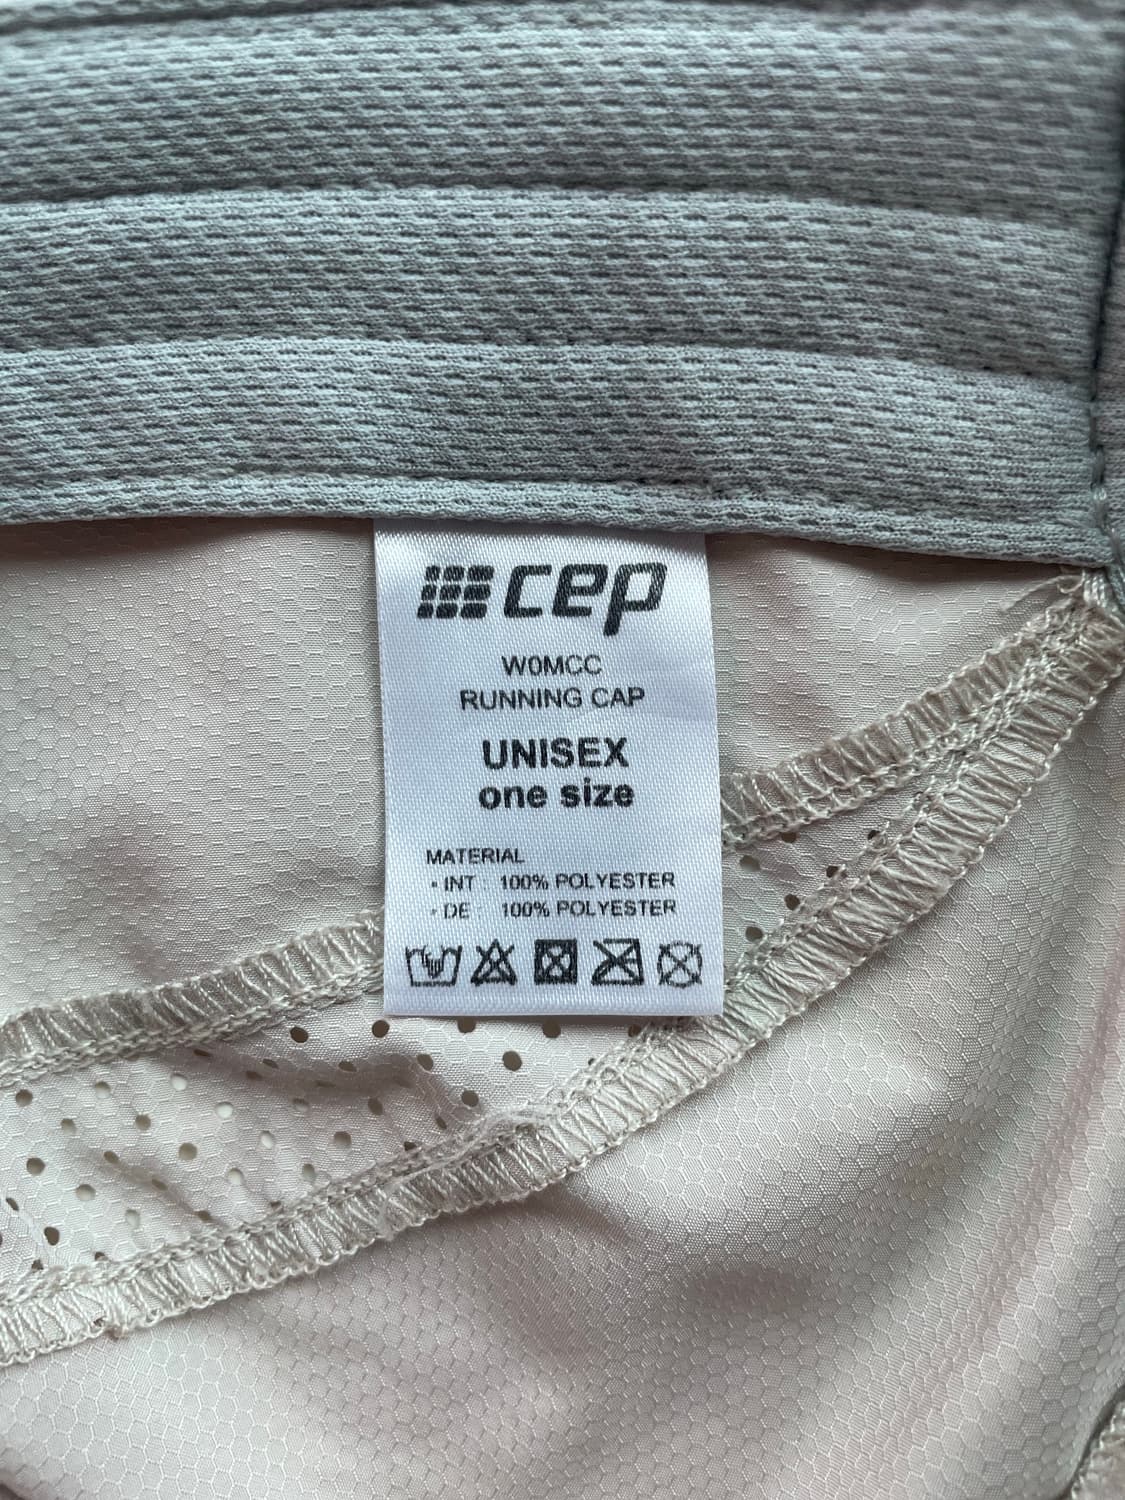 cep
W0MCC
RUNNING CAP
UNISEX
one size
MATERIAL
• INT : 100% POLYESTER
• DE : 100% POLYESTER